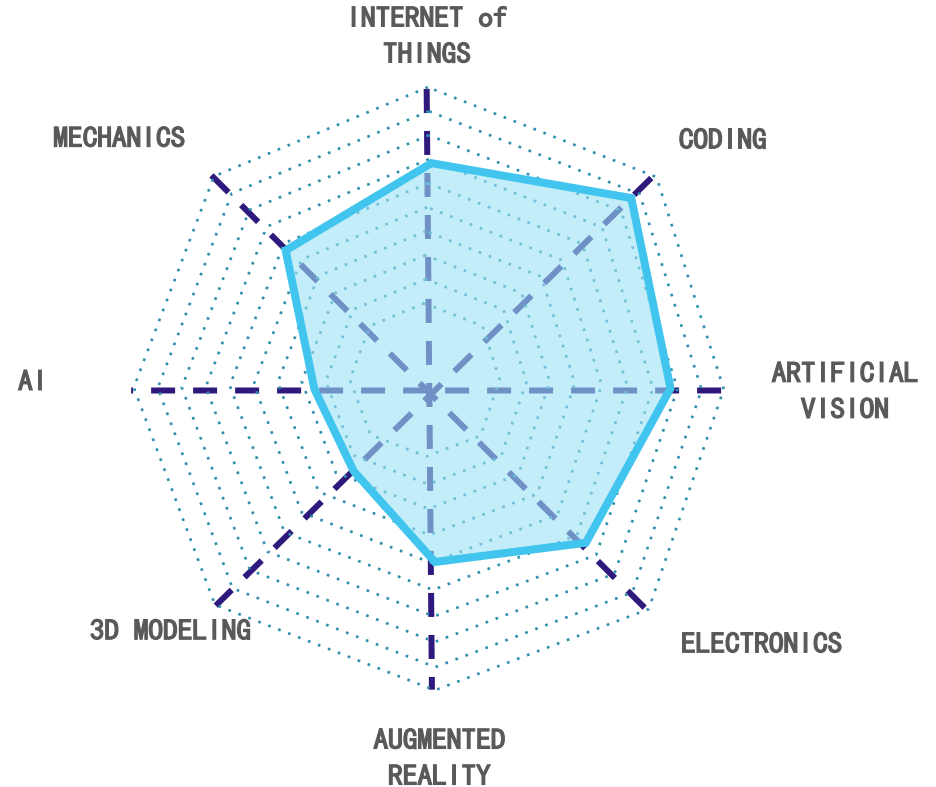 INTERNET of
THINGS
MECHANICS
CODING
AI
ARTIFICIAL
VISION
3D MODELING
ELECTRONICS
AUGMENTED
REALITY